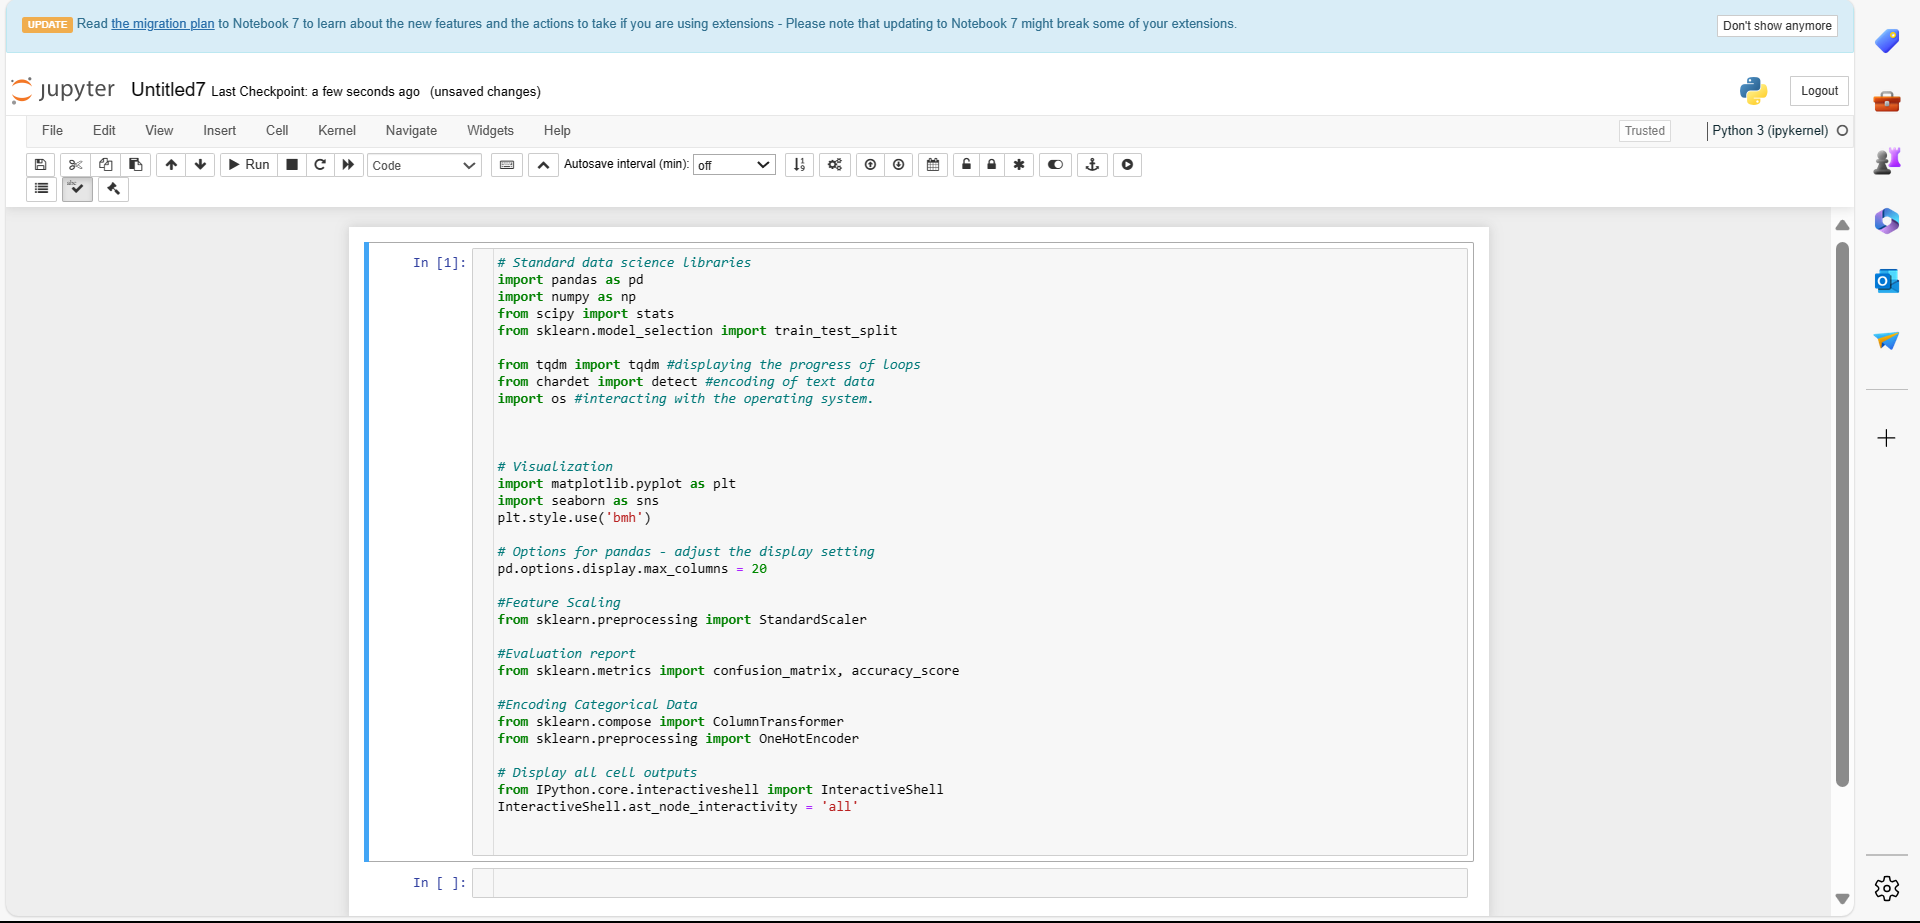 UPDATE Read the migration plan to Notebook 7 to learn about the new features and the actions to take if you are using extensions - Please note that updating to Notebook 7 might break some of your extensions.
Don't show anymore
jupyter Untitled7 Last Checkpoint: a few seconds ago (unsaved changes)
Logout
File Edit View Insert Cell Kernel Navigate Widgets Help
Trusted
Python 3 (ipykernel)
Run
Code
Autosave interval (min): off
In [1]:
# Standard data science libraries
import pandas as pd
import numpy as np
from scipy import stats
from sklearn.model_selection import train_test_split
from tqdm import tqdm #displaying the progress of loops
from chardet import detect #encoding of text data
import os #interacting with the operating system.
# Visualization
import matplotlib.pyplot as plt
import seaborn as sns
plt.style.use('bmh')
# Options for pandas - adjust the display setting
pd.options.display.max_columns = 20
#Feature Scaling
from sklearn.preprocessing import StandardScaler
#Evaluation report
from sklearn.metrics import confusion_matrix, accuracy_score
#Encoding Categorical Data
from sklearn.compose import ColumnTransformer
from sklearn.preprocessing import OneHotEncoder
# Display all cell outputs
from IPython.core.interactiveshell import InteractiveShell
InteractiveShell.ast_node_interactivity = 'all'
In [ ]: